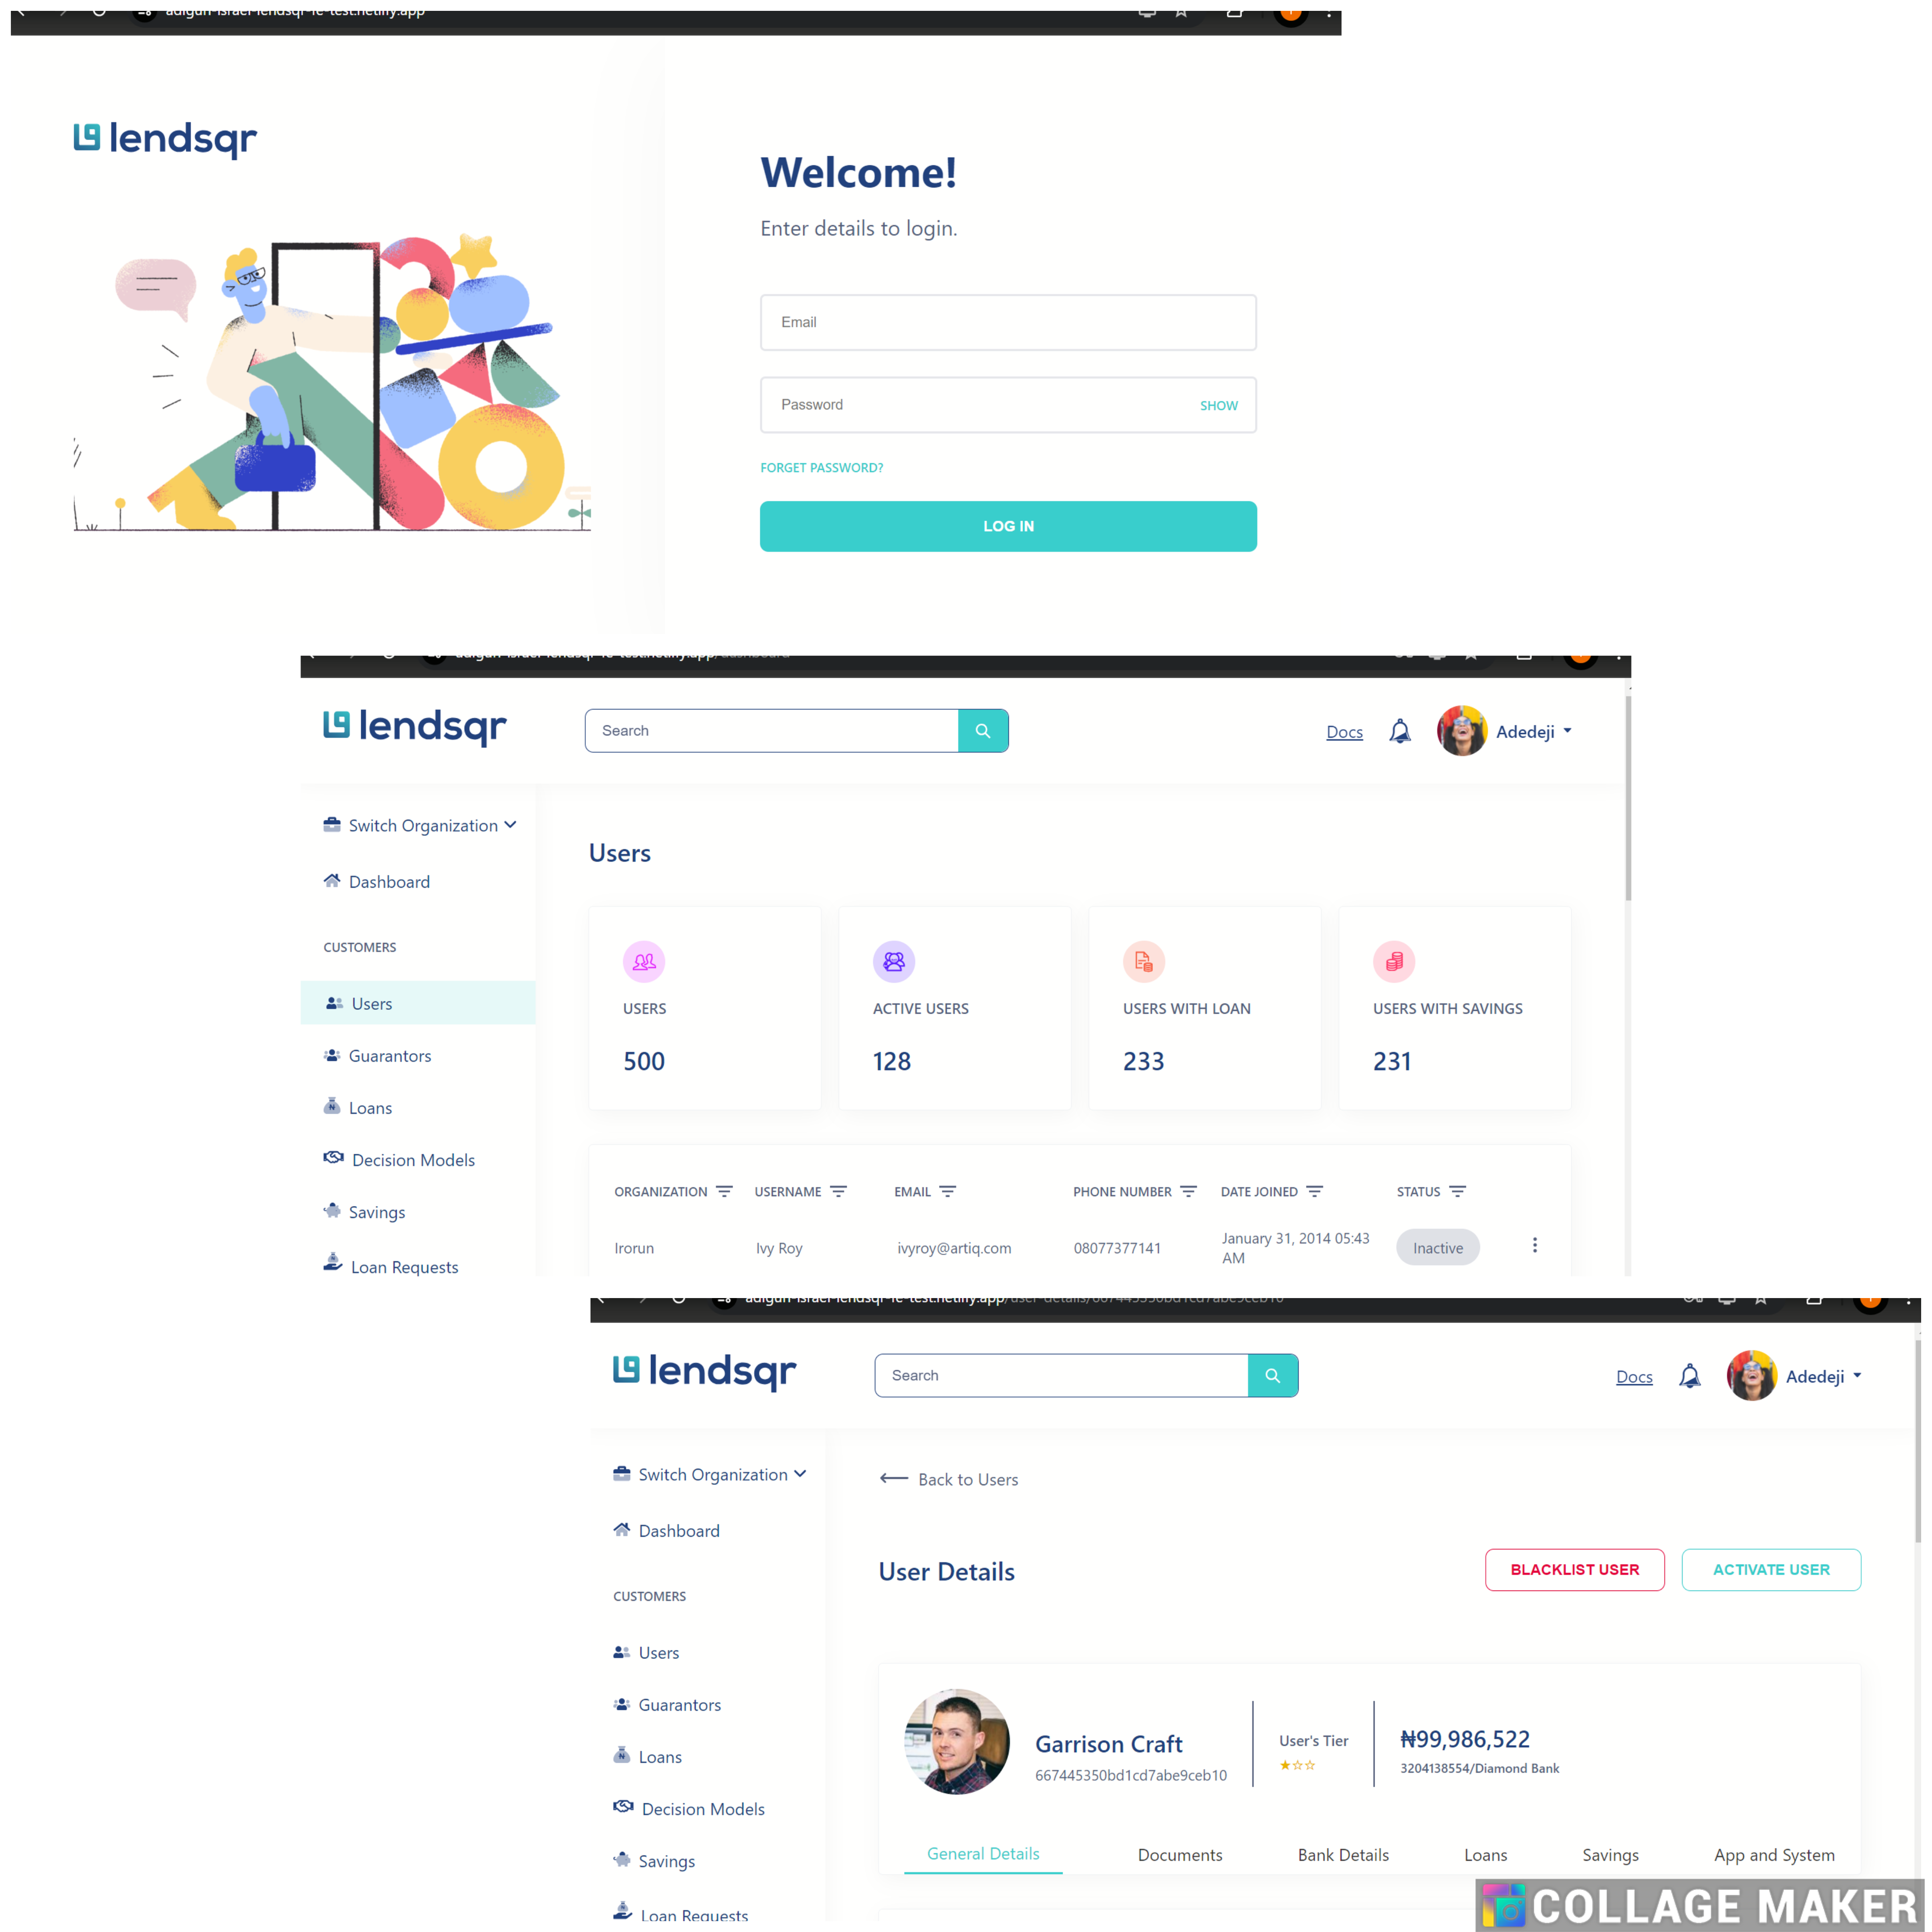 adigun-israel-lendsqr-fe-test.netlify.app
lendsqr
Welcome!
Enter details to login.
Email
Password
SHOW
FORGET PASSWORD?
LOG IN
adigun-israel-lendsqr-fe-test.netlify.app/dashboard
lendsqr
Search
Docs
Adedeji
Switch Organization
Dashboard
CUSTOMERS
Users
Guarantors
Loans
Decision Models
Savings
Loan Requests
Users
USERS
500
ACTIVE USERS
128
USERS WITH LOAN
233
USERS WITH SAVINGS
231
ORGANIZATION USERNAME EMAIL PHONE NUMBER DATE JOINED STATUS
Irorun Ivy Roy ivyroy@artiq.com 08077377141 January 31, 2014 05:43 AM Inactive
adigun-israel-lendsqr-fe-test.netlify.app/user-details/667445350bd1cd7abe9ceb10
lendsqr
Search
Docs
Adedeji
Switch Organization
Dashboard
CUSTOMERS
Users
Guarantors
Loans
Decision Models
Savings
Loan Requests
Back to Users
User Details
BLACKLIST USER
ACTIVATE USER
Garrison Craft
667445350bd1cd7abe9ceb10
User's Tier
₦99,986,522
3204138554/Diamond Bank
General Details Documents Bank Details Loans Savings App and System
COLLAGE MAKER